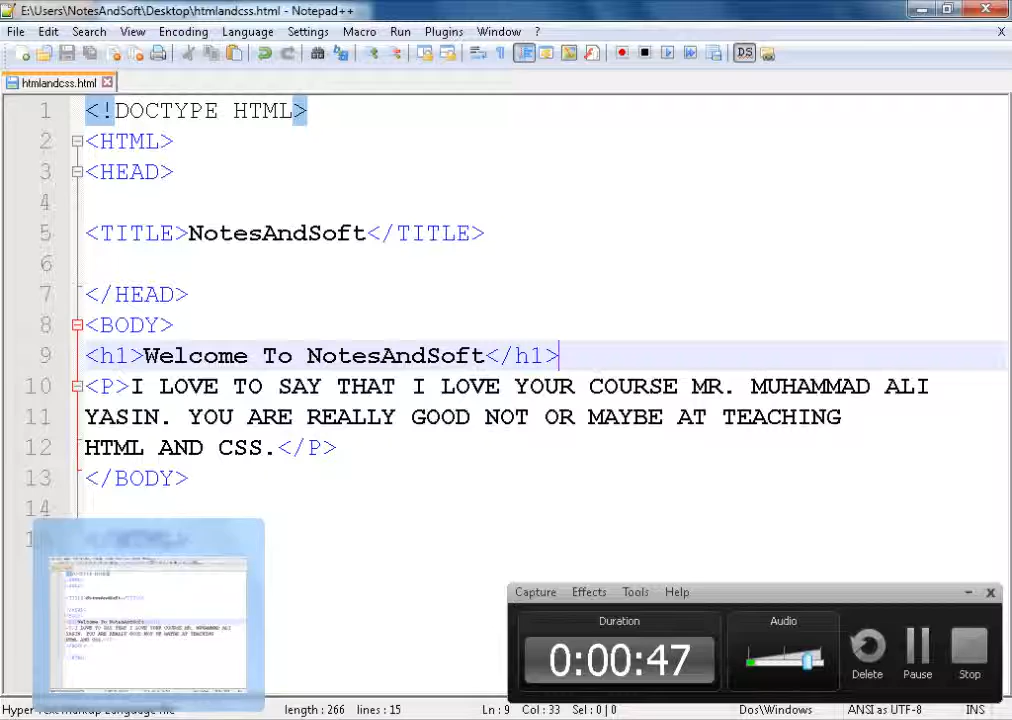 E:\Users\NotesAndSoft\Desktop\htmlandcss.html - Notepad++
File Edit Search View Encoding Language Settings Macro Run Plugins Window ? X
DS
htmlandcss.html
1 <!DOCTYPE HTML>
2 <HTML>
3 <HEAD>
4
5 <TITLE>NotesAndSoft</TITLE>
6
7 </HEAD>
8 <BODY>
9 <h1>Welcome To NotesAndSoft</h1>
10 <P>I LOVE TO SAY THAT I LOVE YOUR COURSE MR. MUHAMMAD ALI
11 YASIN. YOU ARE REALLY GOOD NOT OR MAYBE AT TEACHING
12 HTML AND CSS.</P>
13 </BODY>
14
Capture Effects Tools Help
Duration
0:00:47
Audio
Delete Pause Stop
length : 266 lines : 15 Ln : 9 Col : 33 Sel : 0 | 0 Dos\Windows ANSI as UTF-8 INS